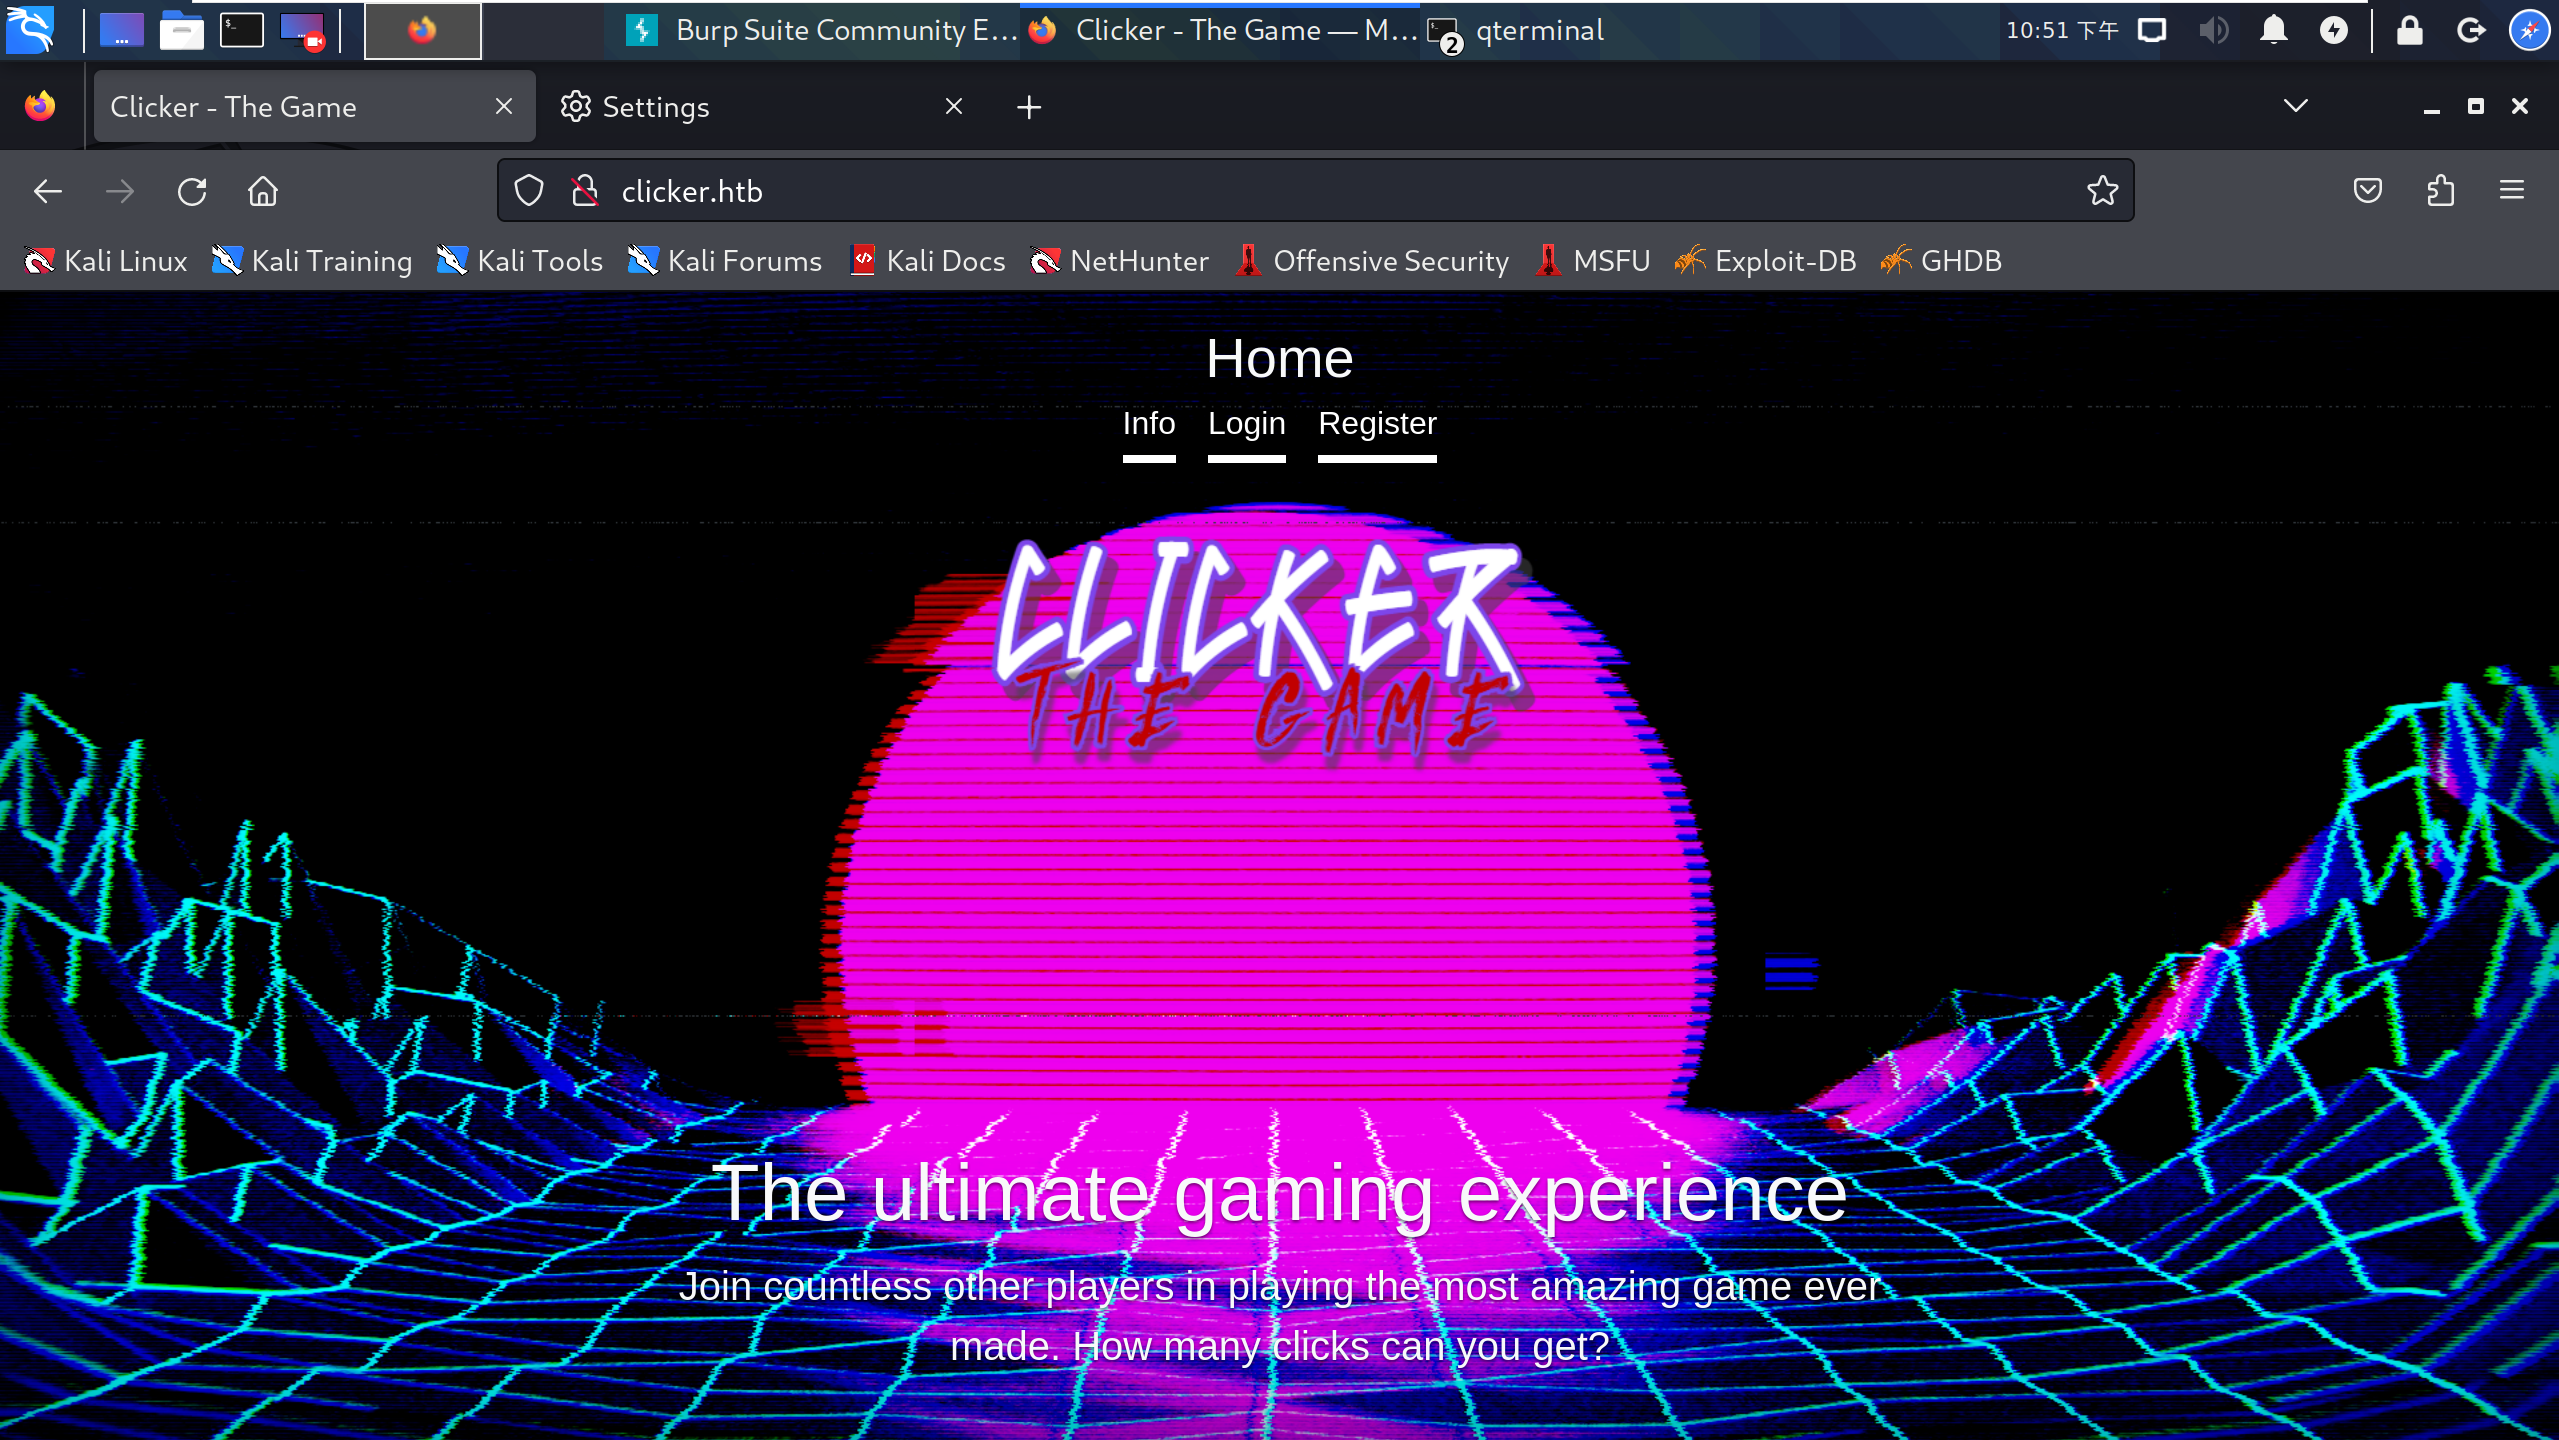 Burp Suite Community E...
Clicker - The Game — M...
2
qterminal
10:51 下午
Clicker - The Game
Settings
clicker.htb
Kali Linux
Kali Training
Kali Tools
Kali Forums
Kali Docs
NetHunter
Offensive Security
MSFU
Exploit-DB
GHDB
Home
Info
Login
Register
CLICKER
THE GAME
The ultimate gaming experience
Join countless other players in playing the most amazing game ever
made. How many clicks can you get?